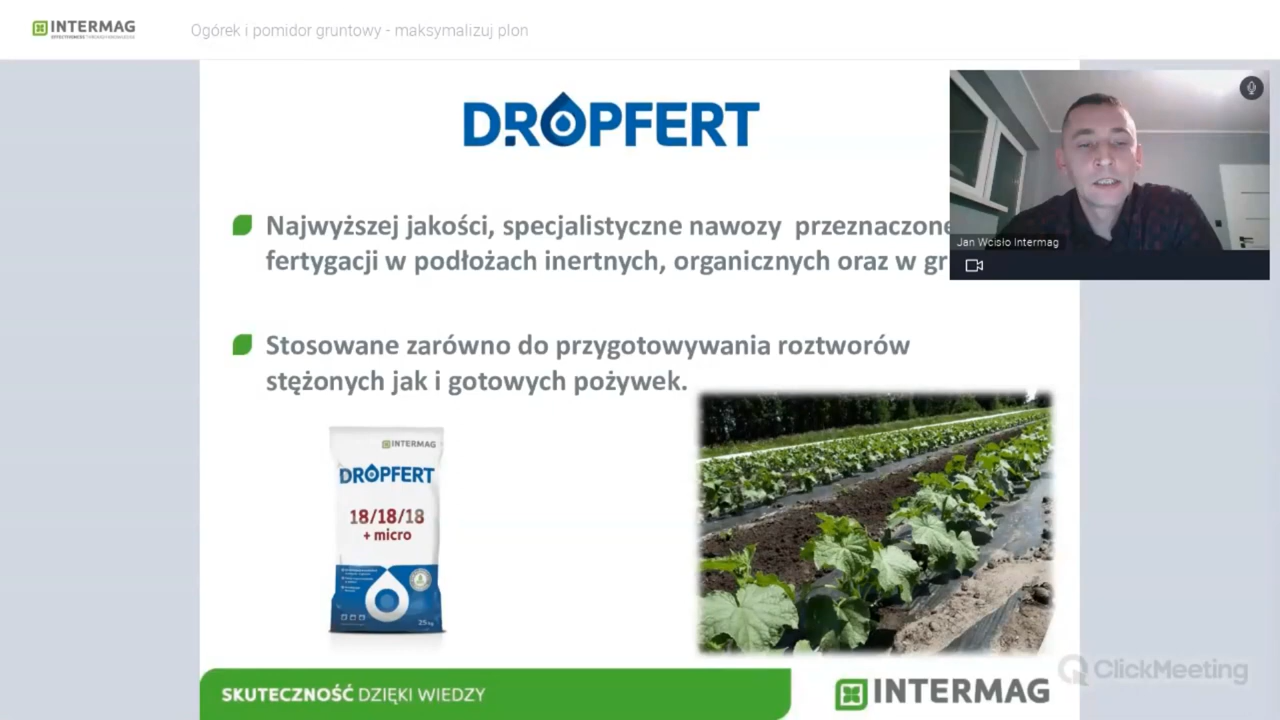 INTERMAG
Ogórek i pomidor gruntowy - maksymalizuj plon
DROPFERT
Najwyższej jakości, specjalistyczne nawozy przeznaczone
fertygacji w podłożach inertnych, organicznych oraz w gr
Jan Wcisło Intermag
Stosowane zarówno do przygotowywania roztworów
stężonych jak i gotowych pożywek.
INTERMAG
DROPFERT
18/18/18
+ micro
25 kg
SKUTECZNOŚĆ DZIĘKI WIEDZY
INTERMAG
ClickMeeting